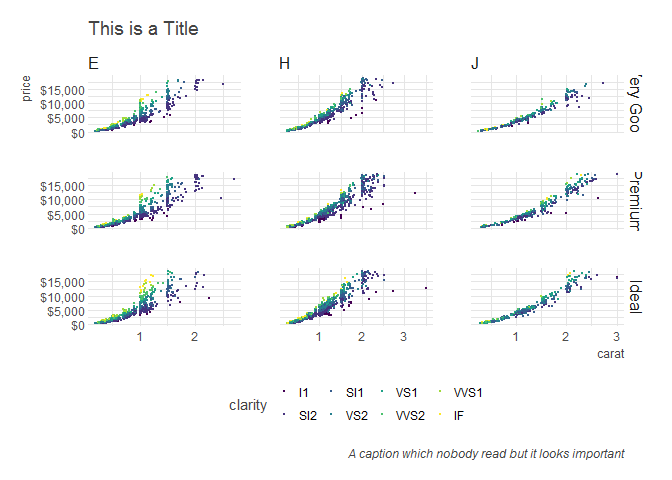 This is a Title
E H J
price
$15,000
$10,000
$5,000
$0
Very Goo
$15,000
$10,000
$5,000
$0
Premium
$15,000
$10,000
$5,000
$0
Ideal
1 2 1 2 3 1 2 3
carat
clarity
I1 SI1 VS1 VVS1
SI2 VS2 VVS2 IF
A caption which nobody read but it looks important